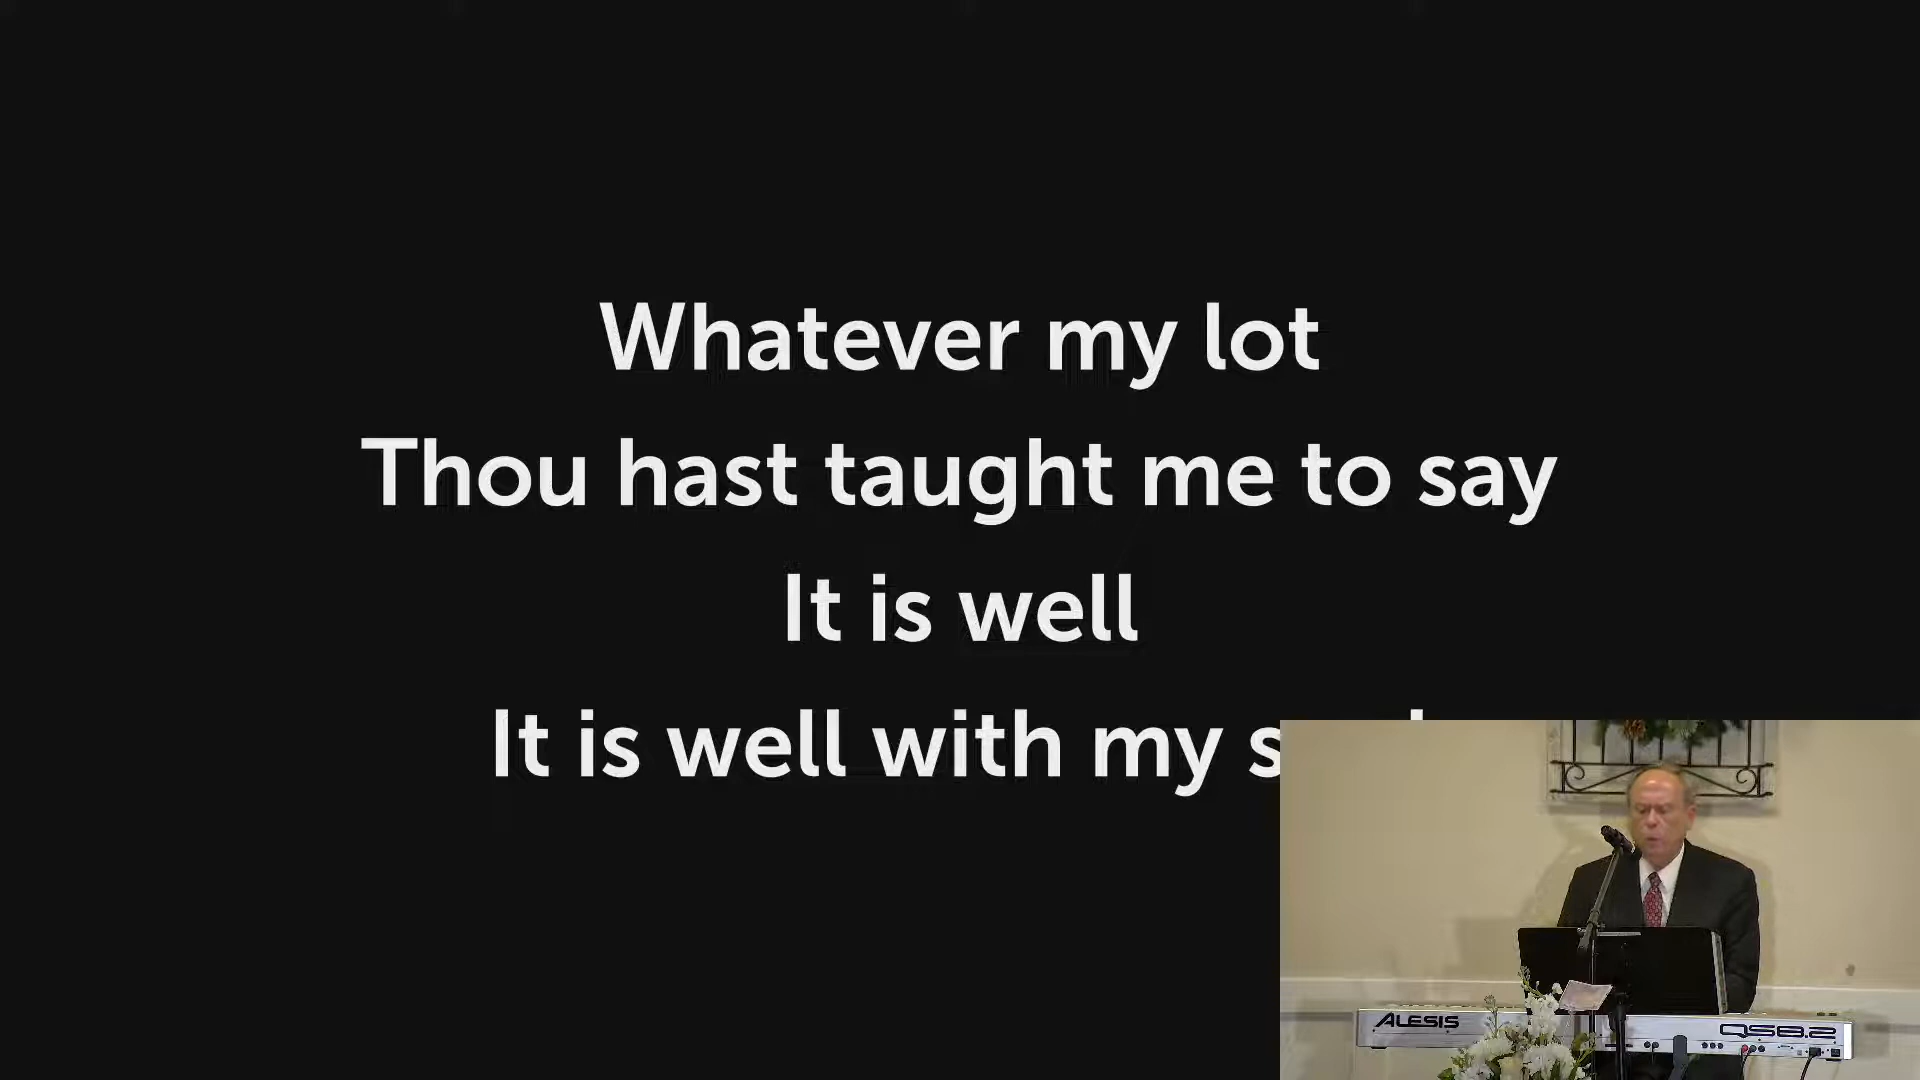 Whatever my lot
Thou hast taught me to say
It is well
It is well with my
ALESIS
QS8.2